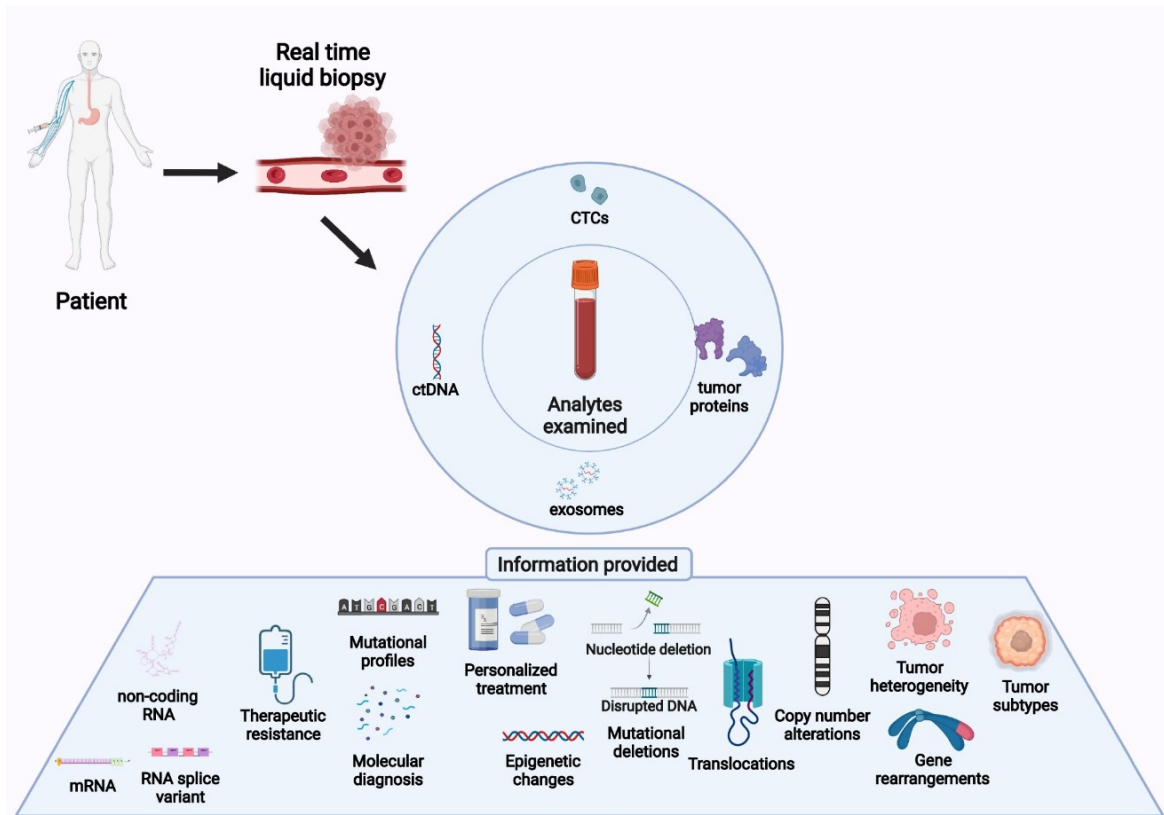 Real time
liquid biopsy
Patient
CTCs
ctDNA
tumor
proteins
Analytes
examined
exosomes
Information provided
non-coding
RNA
mRNA
RNA splice
variant
Therapeutic
resistance
A T G C G A C T
Mutational
profiles
Molecular
diagnosis
Personalized
treatment
Epigenetic
changes
Nucleotide deletion
Disrupted DNA
Mutational
deletions
Translocations
Copy number
alterations
Tumor
heterogeneity
Gene
rearrangements
Tumor
subtypes